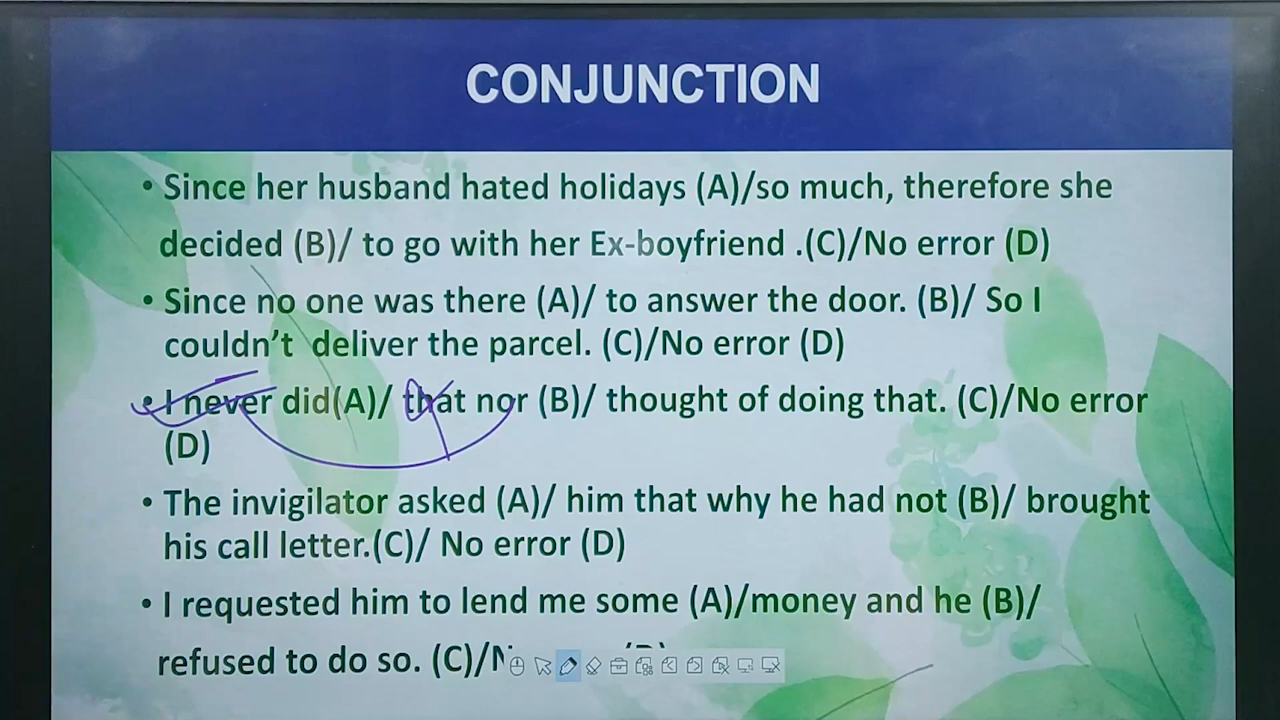 CONJUNCTION
• Since her husband hated holidays (A)/so much, therefore she
decided (B)/ to go with her Ex-boyfriend .(C)/No error (D)
• Since no one was there (A)/ to answer the door. (B)/ So I
couldn't deliver the parcel. (C)/No error (D)
• I never did(A)/ that nor (B)/ thought of doing that. (C)/No error
(D)
• The invigilator asked (A)/ him that why he had not (B)/ brought
his call letter.(C)/ No error (D)
• I requested him to lend me some (A)/money and he (B)/
refused to do so. (C)/